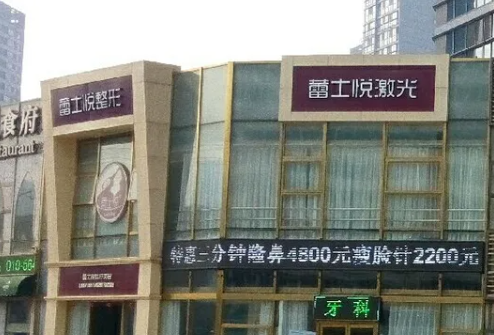 食府
taurant
蕾士悦整形
蕾士悦激光
特惠三分钟隆鼻4800元瘦脸针2200元
牙科